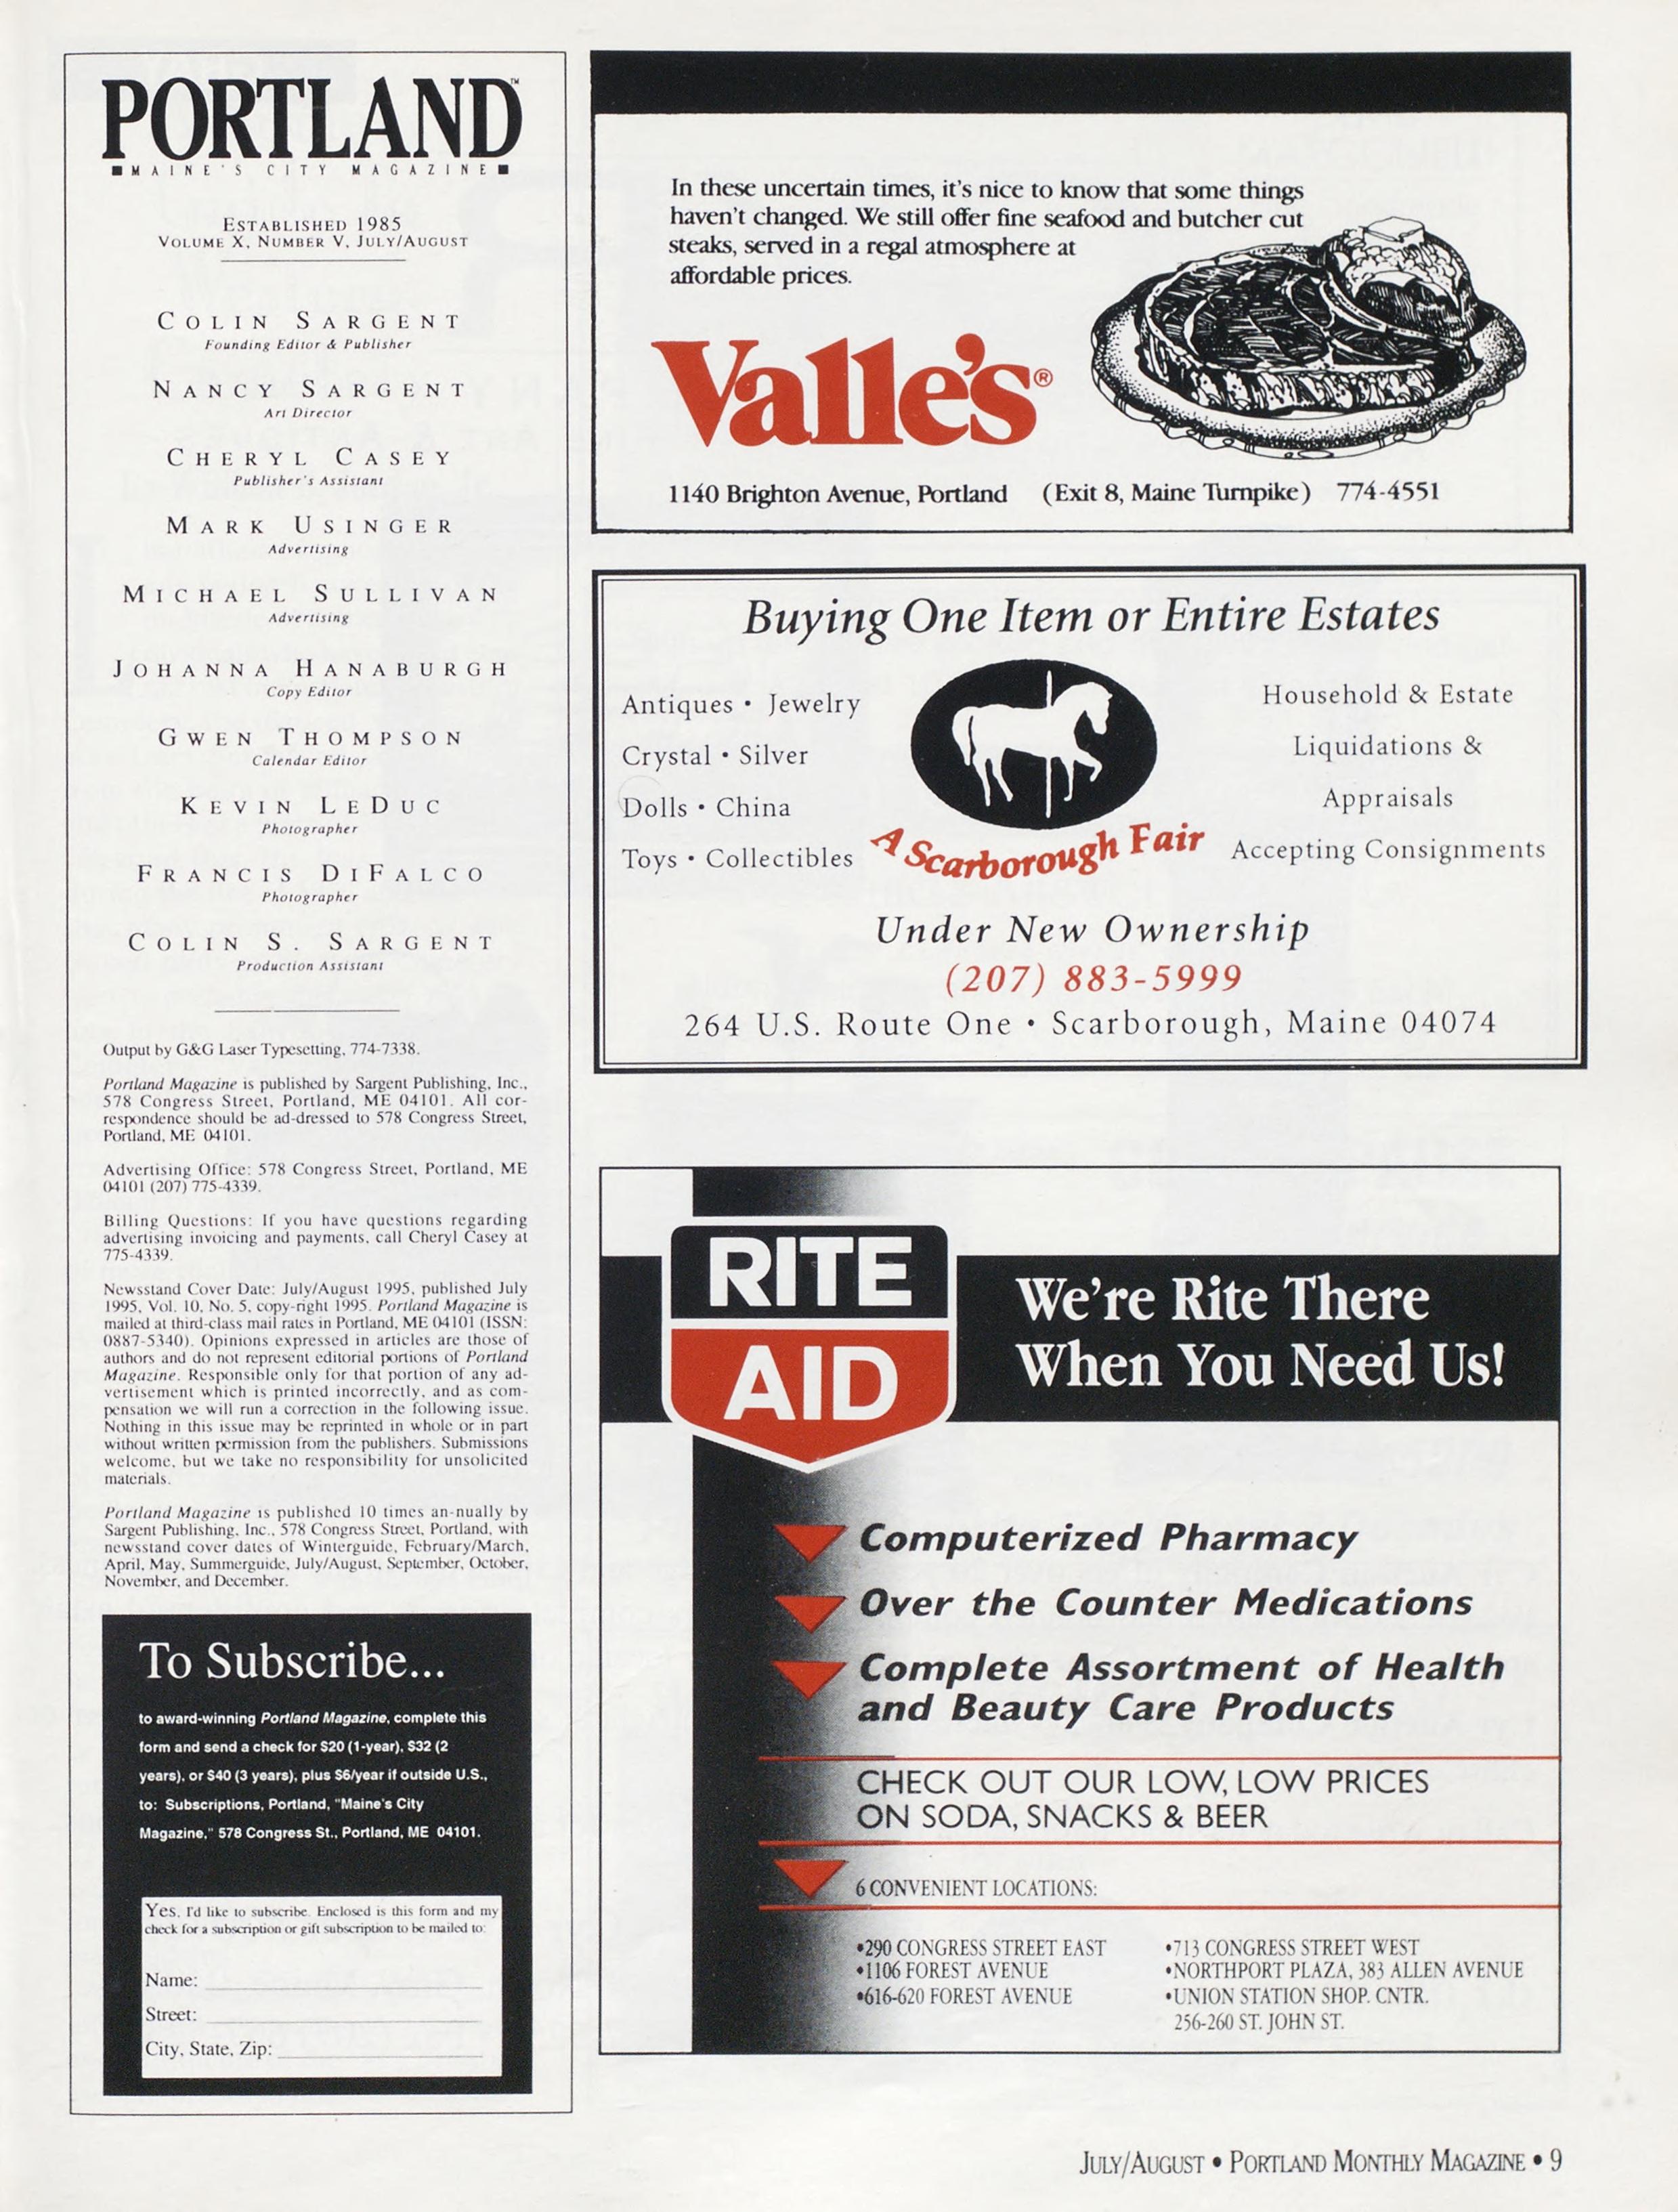 PORTLAND™
■MAINE'S CITY MAGAZINE■
ESTABLISHED 1985
VOLUME X, NUMBER V, JULY/AUGUST
COLIN SARGENT
Founding Editor & Publisher
NANCY SARGENT
Art Director
CHERYL CASEY
Publisher's Assistant
MARK USINGER
Advertising
MICHAEL SULLIVAN
Advertising
JOHANNA HANABURGH
Copy Editor
GWEN THOMPSON
Calendar Editor
KEVIN LEDUC
Photographer
FRANCIS DIFALCO
Photographer
COLIN S. SARGENT
Production Assistant
Output by G&G Laser Typesetting, 774-7338.
Portland Magazine is published by Sargent Publishing, Inc.,
578 Congress Street, Portland, ME 04101. All cor-
respondence should be ad-dressed to 578 Congress Street,
Portland, ME 04101.
Advertising Office: 578 Congress Street, Portland, ME
04101 (207) 775-4339.
Billing Questions: If you have questions regarding
advertising invoicing and payments, call Cheryl Casey at
775-4339.
Newsstand Cover Date: July/August 1995, published July
1995, Vol. 10, No. 5, copy-right 1995. Portland Magazine is
mailed at third-class mail rates in Portland, ME 04101 (ISSN:
0887-5340). Opinions expressed in articles are those of
authors and do not represent editorial portions of Portland
Magazine. Responsible only for that portion of any ad-
vertisement which is printed incorrectly, and as com-
pensation we will run a correction in the following issue.
Nothing in this issue may be reprinted in whole or in part
without written permission from the publishers. Submissions
welcome, but we take no responsibility for unsolicited
materials.
Portland Magazine is published 10 times an-nually by
Sargent Publishing, Inc., 578 Congress Street, Portland, with
newsstand cover dates of Winterguide, February/March,
April, May, Summerguide, July/August, September, October,
November, and December.
To Subscribe...
to award-winning Portland Magazine, complete this
form and send a check for $20 (1-year), $32 (2
years), or $40 (3 years), plus $6/year if outside U.S.,
to: Subscriptions, Portland, "Maine's City
Magazine," 578 Congress St., Portland, ME 04101.
Yes, I'd like to subscribe. Enclosed is this form and my
check for a subscription or gift subscription to be mailed to:
Name:
Street:
City, State, Zip:
In these uncertain times, it's nice to know that some things
haven't changed. We still offer fine seafood and butcher cut
steaks, served in a regal atmosphere at
affordable prices.
Valle's®
1140 Brighton Avenue, Portland (Exit 8, Maine Turnpike) 774-4551
Buying One Item or Entire Estates
Antiques • Jewelry
Crystal • Silver
Dolls • China
Toys • Collectibles
A Scarborough Fair
Household & Estate
Liquidations &
Appraisals
Accepting Consignments
Under New Ownership
(207) 883-5999
264 U.S. Route One • Scarborough, Maine 04074
RITE
AID
We're Rite There
When You Need Us!
Computerized Pharmacy
Over the Counter Medications
Complete Assortment of Health
and Beauty Care Products
CHECK OUT OUR LOW, LOW PRICES
ON SODA, SNACKS & BEER
6 CONVENIENT LOCATIONS:
•290 CONGRESS STREET EAST
•1106 FOREST AVENUE
•616-620 FOREST AVENUE
•713 CONGRESS STREET WEST
•NORTHPORT PLAZA, 383 ALLEN AVENUE
•UNION STATION SHOP. CNTR.
256-260 ST. JOHN ST.
JULY/AUGUST • PORTLAND MONTHLY MAGAZINE • 9